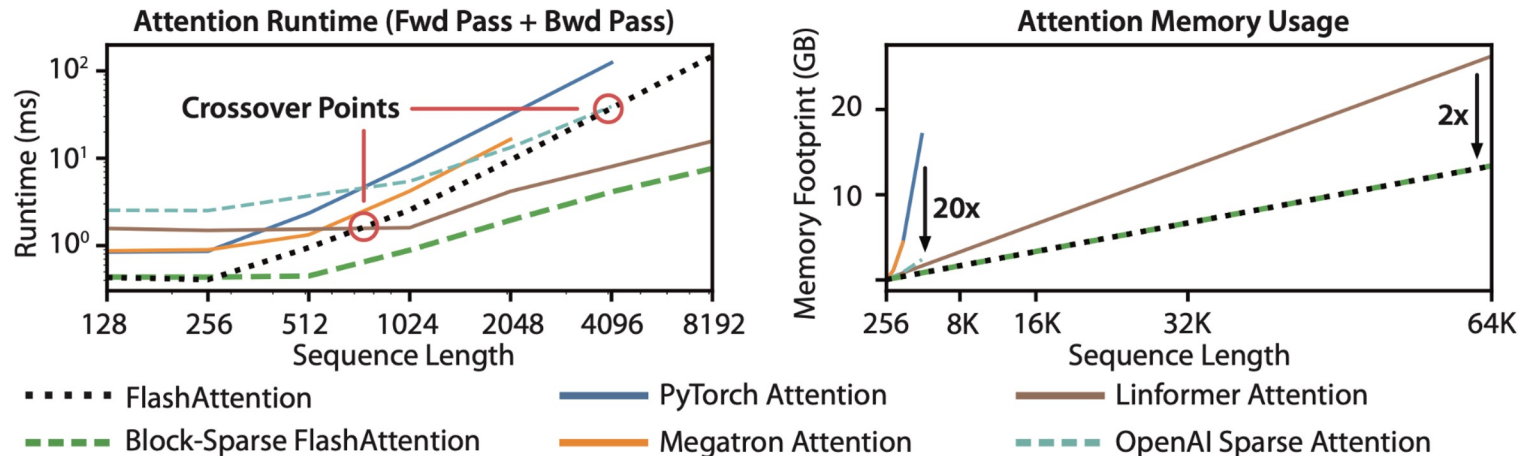 Attention Runtime (Fwd Pass + Bwd Pass)
Runtime (ms)
10²
10¹
10⁰
Crossover Points
128 256 512 1024 2048 4096 8192
Sequence Length
Attention Memory Usage
Memory Footprint (GB)
20
10
20x
2x
256 8K 16K 32K 64K
Sequence Length
FlashAttention
PyTorch Attention
Linformer Attention
Block-Sparse FlashAttention
Megatron Attention
OpenAI Sparse Attention